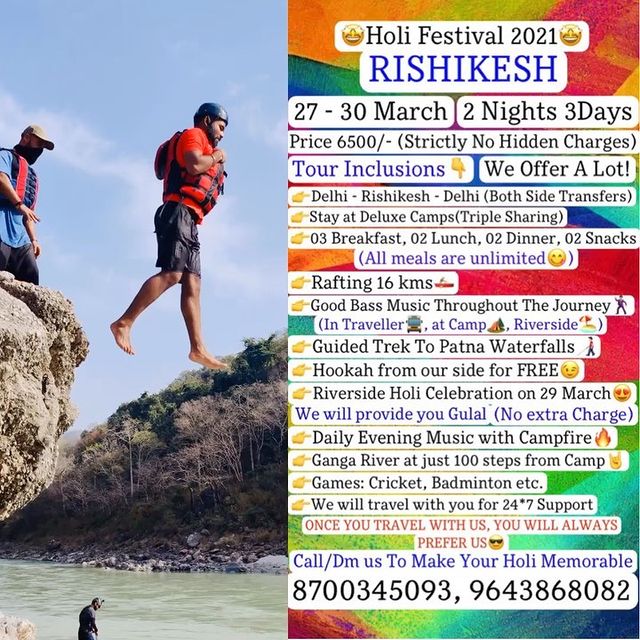 🤩Holi Festival 2021🤩
RISHIKESH
27 - 30 March 2 Nights 3Days
Price 6500/- (Strictly No Hidden Charges)
Tour Inclusions👇 We Offer A Lot!
👉Delhi - Rishikesh - Delhi (Both Side Transfers)
👉Stay at Deluxe Camps(Triple Sharing)
👉03 Breakfast, 02 Lunch, 02 Dinner, 02 Snacks
(All meals are unlimited😋)
👉Rafting 16 kms🚣
👉Good Bass Music Throughout The Journey🕺
(In Traveller🚎, at Camp⛺, Riverside🏖)
👉Guided Trek To Patna Waterfalls
👉Hookah from our side for FREE😉
👉Riverside Holi Celebration on 29 March😍
We will provide you Gulal (No extra Charge)
👉Daily Evening Music with Campfire🔥
👉Ganga River at just 100 steps from Camp🤘
👉Games: Cricket, Badminton etc.
👉We will travel with you for 24*7 Support
ONCE YOU TRAVEL WITH US, YOU WILL ALWAYS
PREFER US😎
Call/Dm us To Make Your Holi Memorable
8700345093, 9643868082